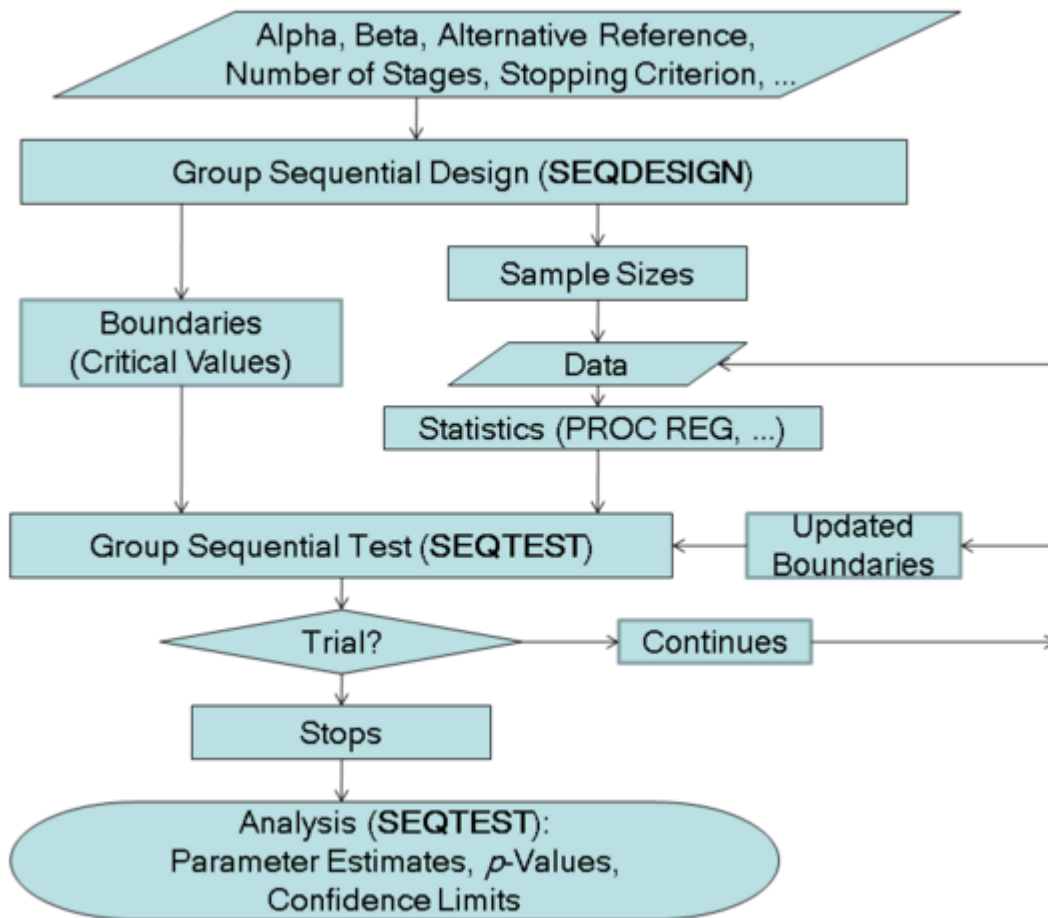 Alpha, Beta, Alternative Reference,
Number of Stages, Stopping Criterion, ...
Group Sequential Design (SEQDESIGN)
Sample Sizes
Boundaries
(Critical Values)
Data
Statistics (PROC REG, ...)
Group Sequential Test (SEQTEST)
Updated
Boundaries
Trial?
Continues
Stops
Analysis (SEQTEST):
Parameter Estimates, p-Values,
Confidence Limits